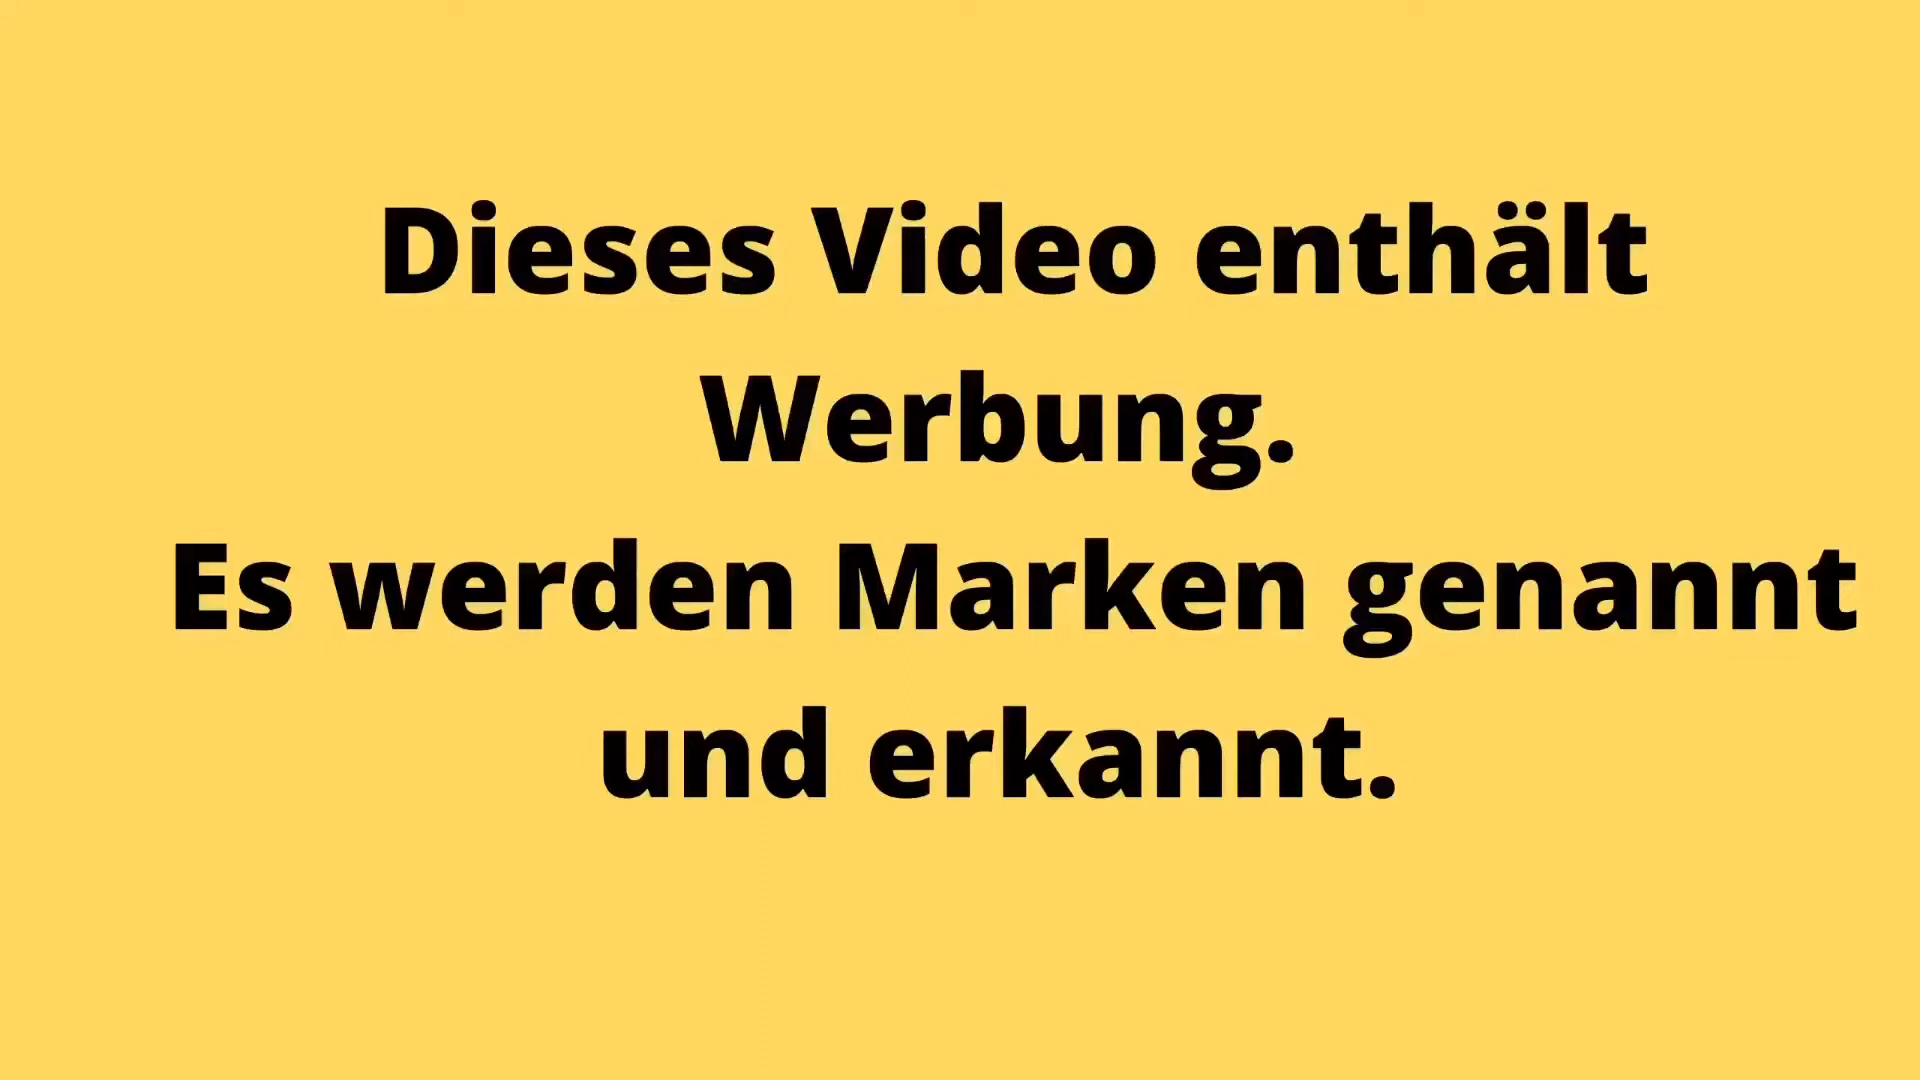 Dieses Video enthält
Werbung.
Es werden Marken genannt
und erkannt.